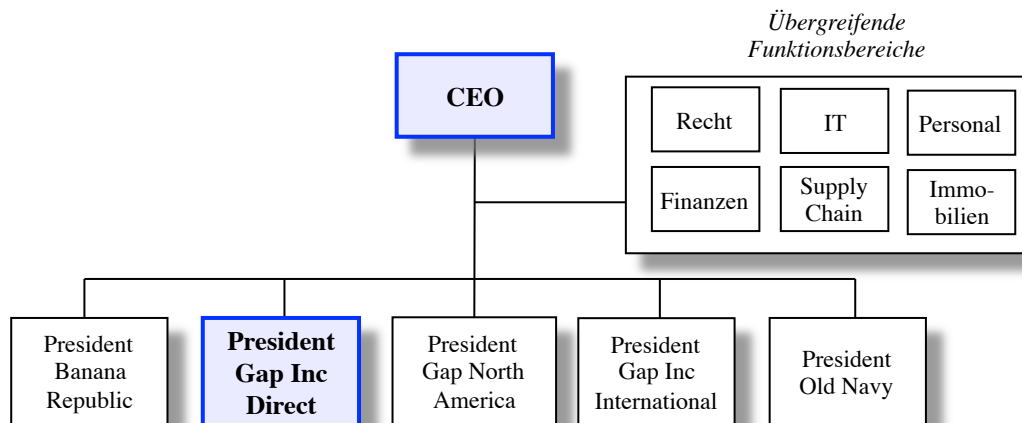 Übergreifende
Funktionsbereiche
CEO
Recht
IT
Personal
Finanzen
Supply
Chain
Immo-
bilien
President
Banana
Republic
President
Gap Inc
Direct
President
Gap North
America
President
Gap Inc
International
President
Old Navy